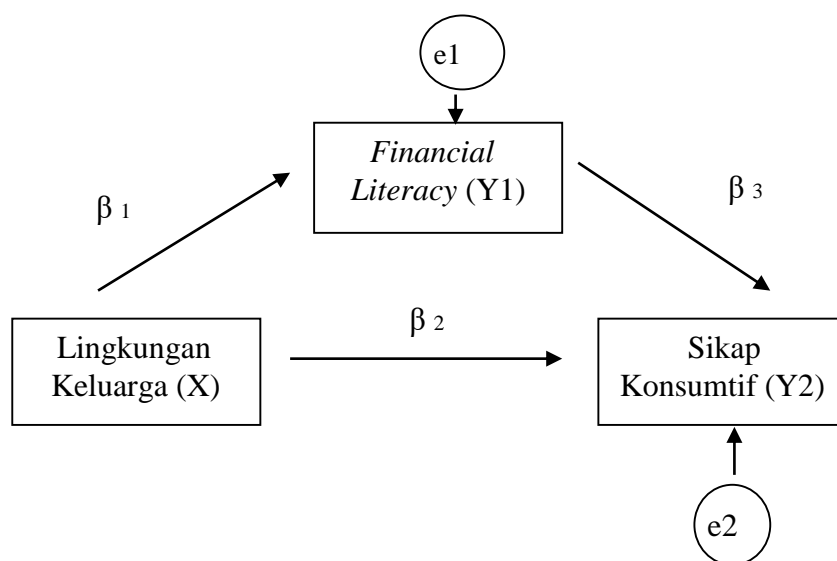 e1
Financial
Literacy (Y1)
β 1
β 3
β 2
Lingkungan
Keluarga (X)
Sikap
Konsumtif (Y2)
e2